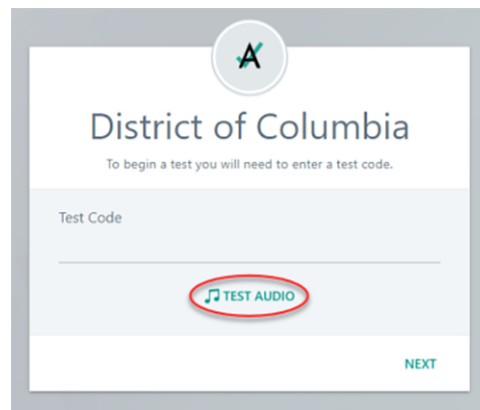 District of Columbia
To begin a test you will need to enter a test code.
Test Code
TEST AUDIO
NEXT